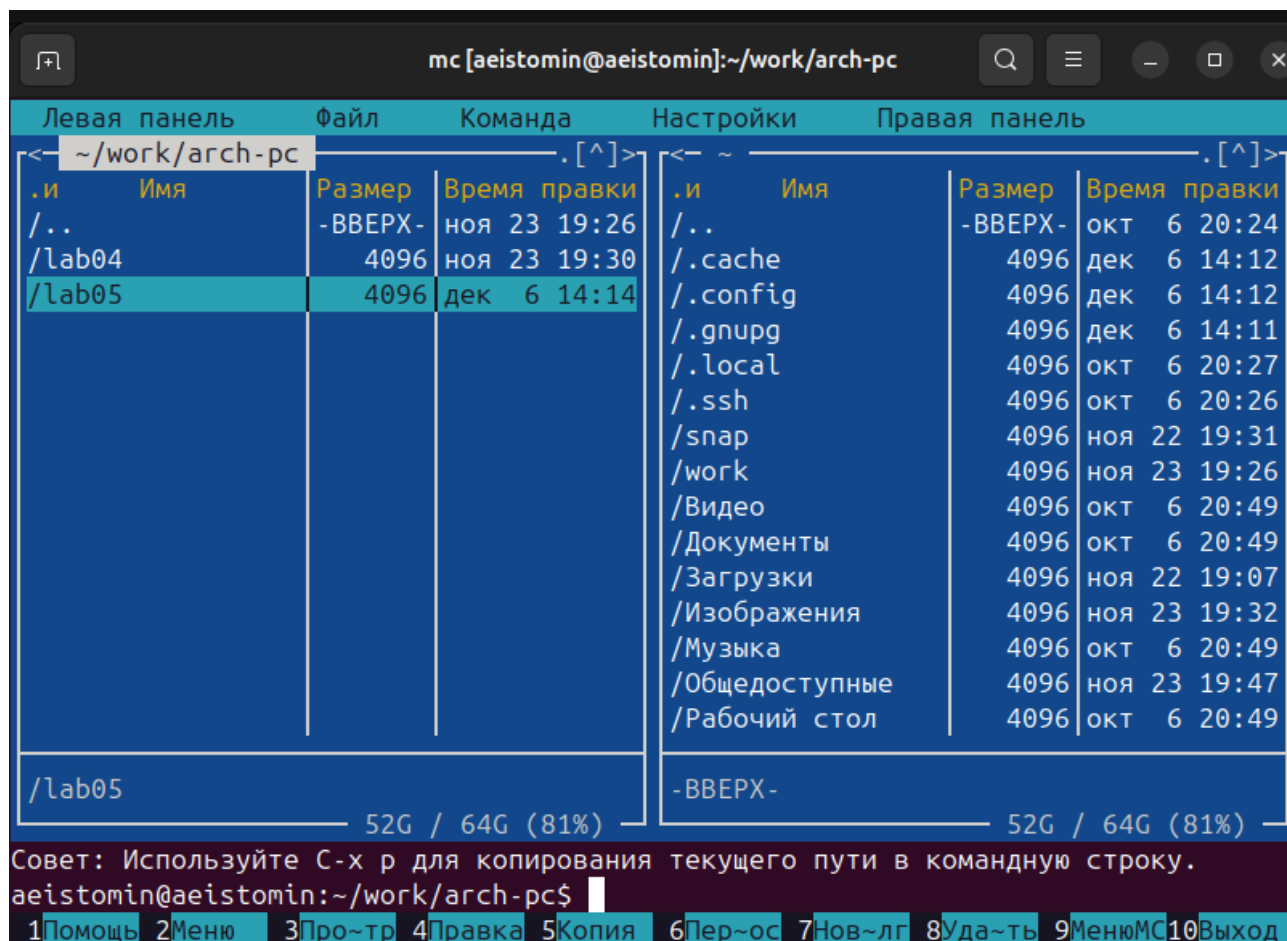 mc [aeistomin@aeistomin]:~/work/arch-pc
Левая панель Файл Команда Настройки Правая панель
<─ ~/work/arch-pc .[^]> <─ ~ .[^]>
.и Имя Размер Время правки .и Имя Размер Время правки
/.. -ВВЕРХ- ноя 23 19:26 /.. -ВВЕРХ- окт 6 20:24
/lab04 4096 ноя 23 19:30 /.cache 4096 дек 6 14:12
/lab05 4096 дек 6 14:14 /.config 4096 дек 6 14:12
/.gnupg 4096 дек 6 14:11
/.local 4096 окт 6 20:27
/.ssh 4096 окт 6 20:26
/snap 4096 ноя 22 19:31
/work 4096 ноя 23 19:26
/Видео 4096 окт 6 20:49
/Документы 4096 окт 6 20:49
/Загрузки 4096 ноя 22 19:07
/Изображения 4096 ноя 23 19:32
/Музыка 4096 окт 6 20:49
/Общедоступные 4096 ноя 23 19:47
/Рабочий стол 4096 окт 6 20:49
/lab05 -ВВЕРХ-
52G / 64G (81%) 52G / 64G (81%)
Совет: Используйте C-x p для копирования текущего пути в командную строку.
aeistomin@aeistomin:~/work/arch-pc$
1Помощь 2Меню 3Про~тр 4Правка 5Копия 6Пер~ос 7Нов~лг 8Уда~ть 9МенюMC 10Выход